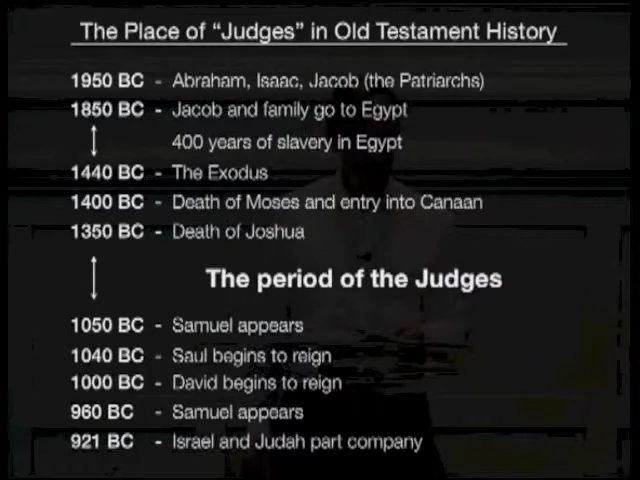 The Place of “Judges” in Old Testament History
1950 BC - Abraham, Isaac, Jacob (the Patriarchs)
1850 BC - Jacob and family go to Egypt
400 years of slavery in Egypt
1440 BC - The Exodus
1400 BC - Death of Moses and entry into Canaan
1350 BC - Death of Joshua
The period of the Judges
1050 BC - Samuel appears
1040 BC - Saul begins to reign
1000 BC - David begins to reign
960 BC - Samuel appears
921 BC - Israel and Judah part company